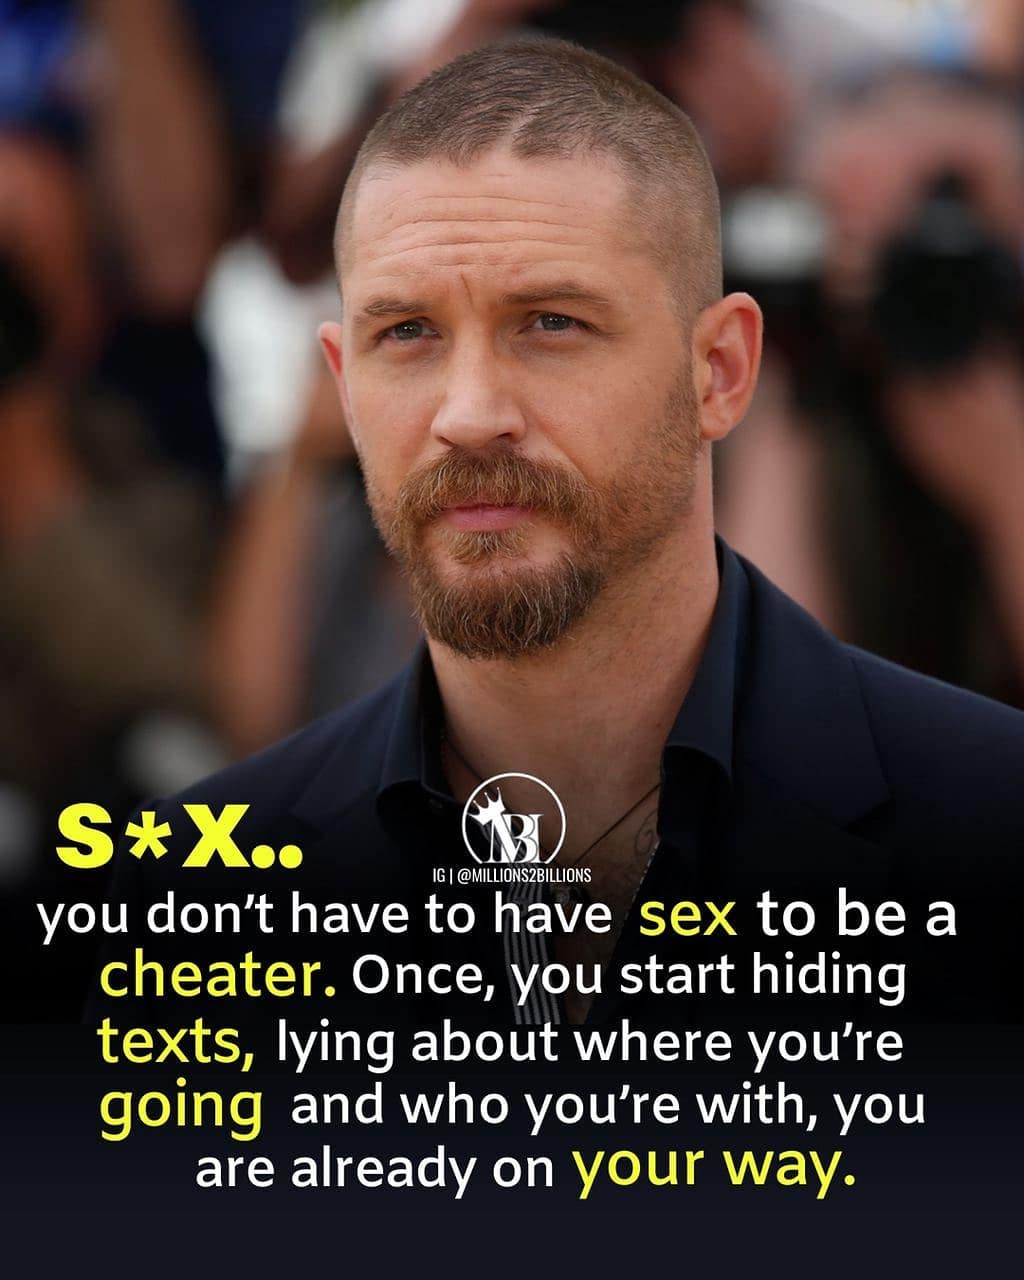 S*X..
MB
IG | @MILLIONS2BILLIONS
you don't have to have sex to be a
cheater. Once, you start hiding
texts, lying about where you're
going and who you're with, you
are already on your way.